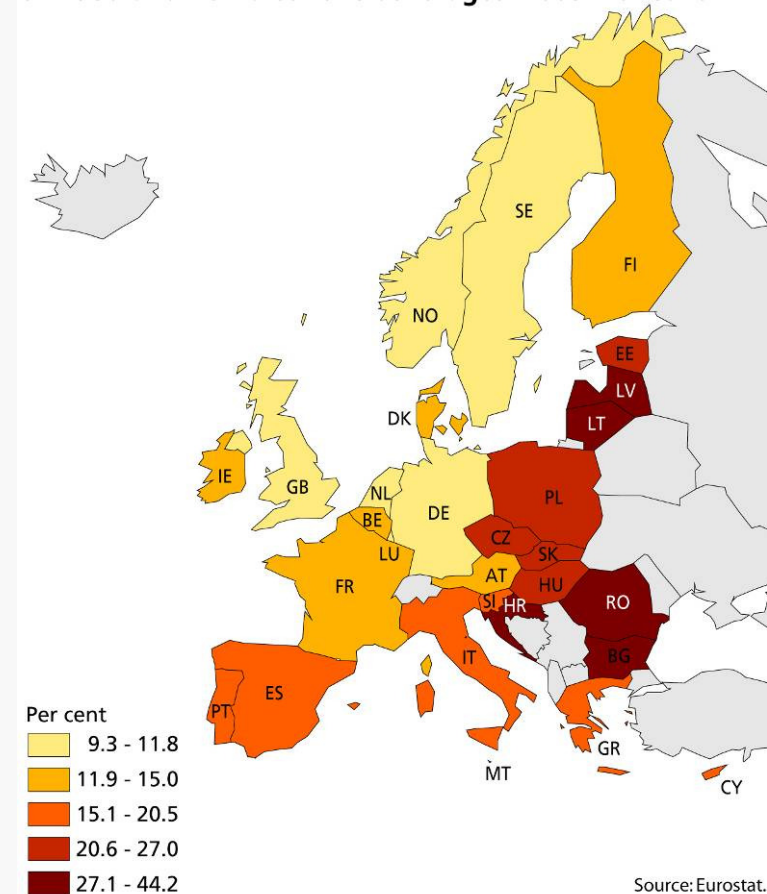 SE
FI
NO
EE
LV
LT
DK
IE
GB
NL
BE
DE
PL
LU
CZ
SK
FR
AT
HU
SI
HR
RO
IT
BG
PT
ES
GR
MT
CY
Per cent
9.3 - 11.8
11.9 - 15.0
15.1 - 20.5
20.6 - 27.0
27.1 - 44.2
Source: Eurostat.